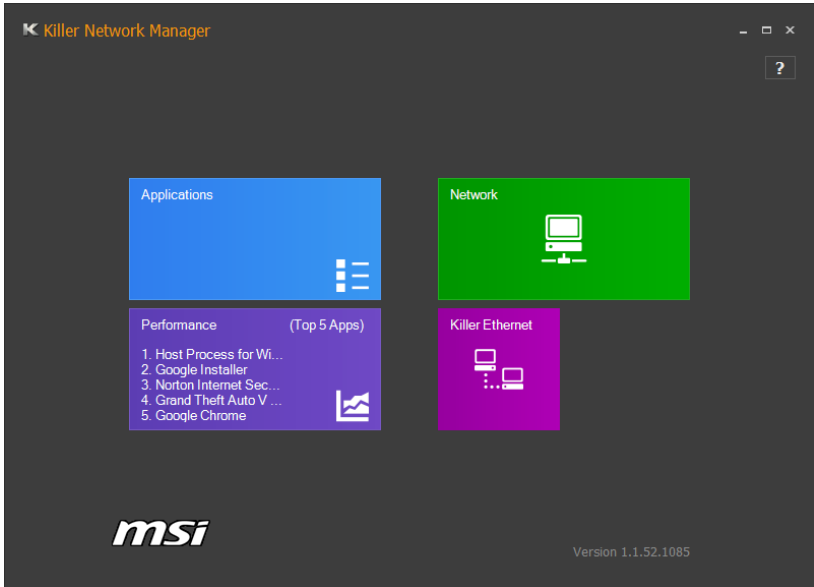 Killer Network Manager
?
Applications
Network
Performance (Top 5 Apps)
1. Host Process for Wi...
2. Google Installer
3. Norton Internet Sec...
4. Grand Theft Auto V ...
5. Google Chrome
Killer Ethernet
msi
Version 1.1.52.1085